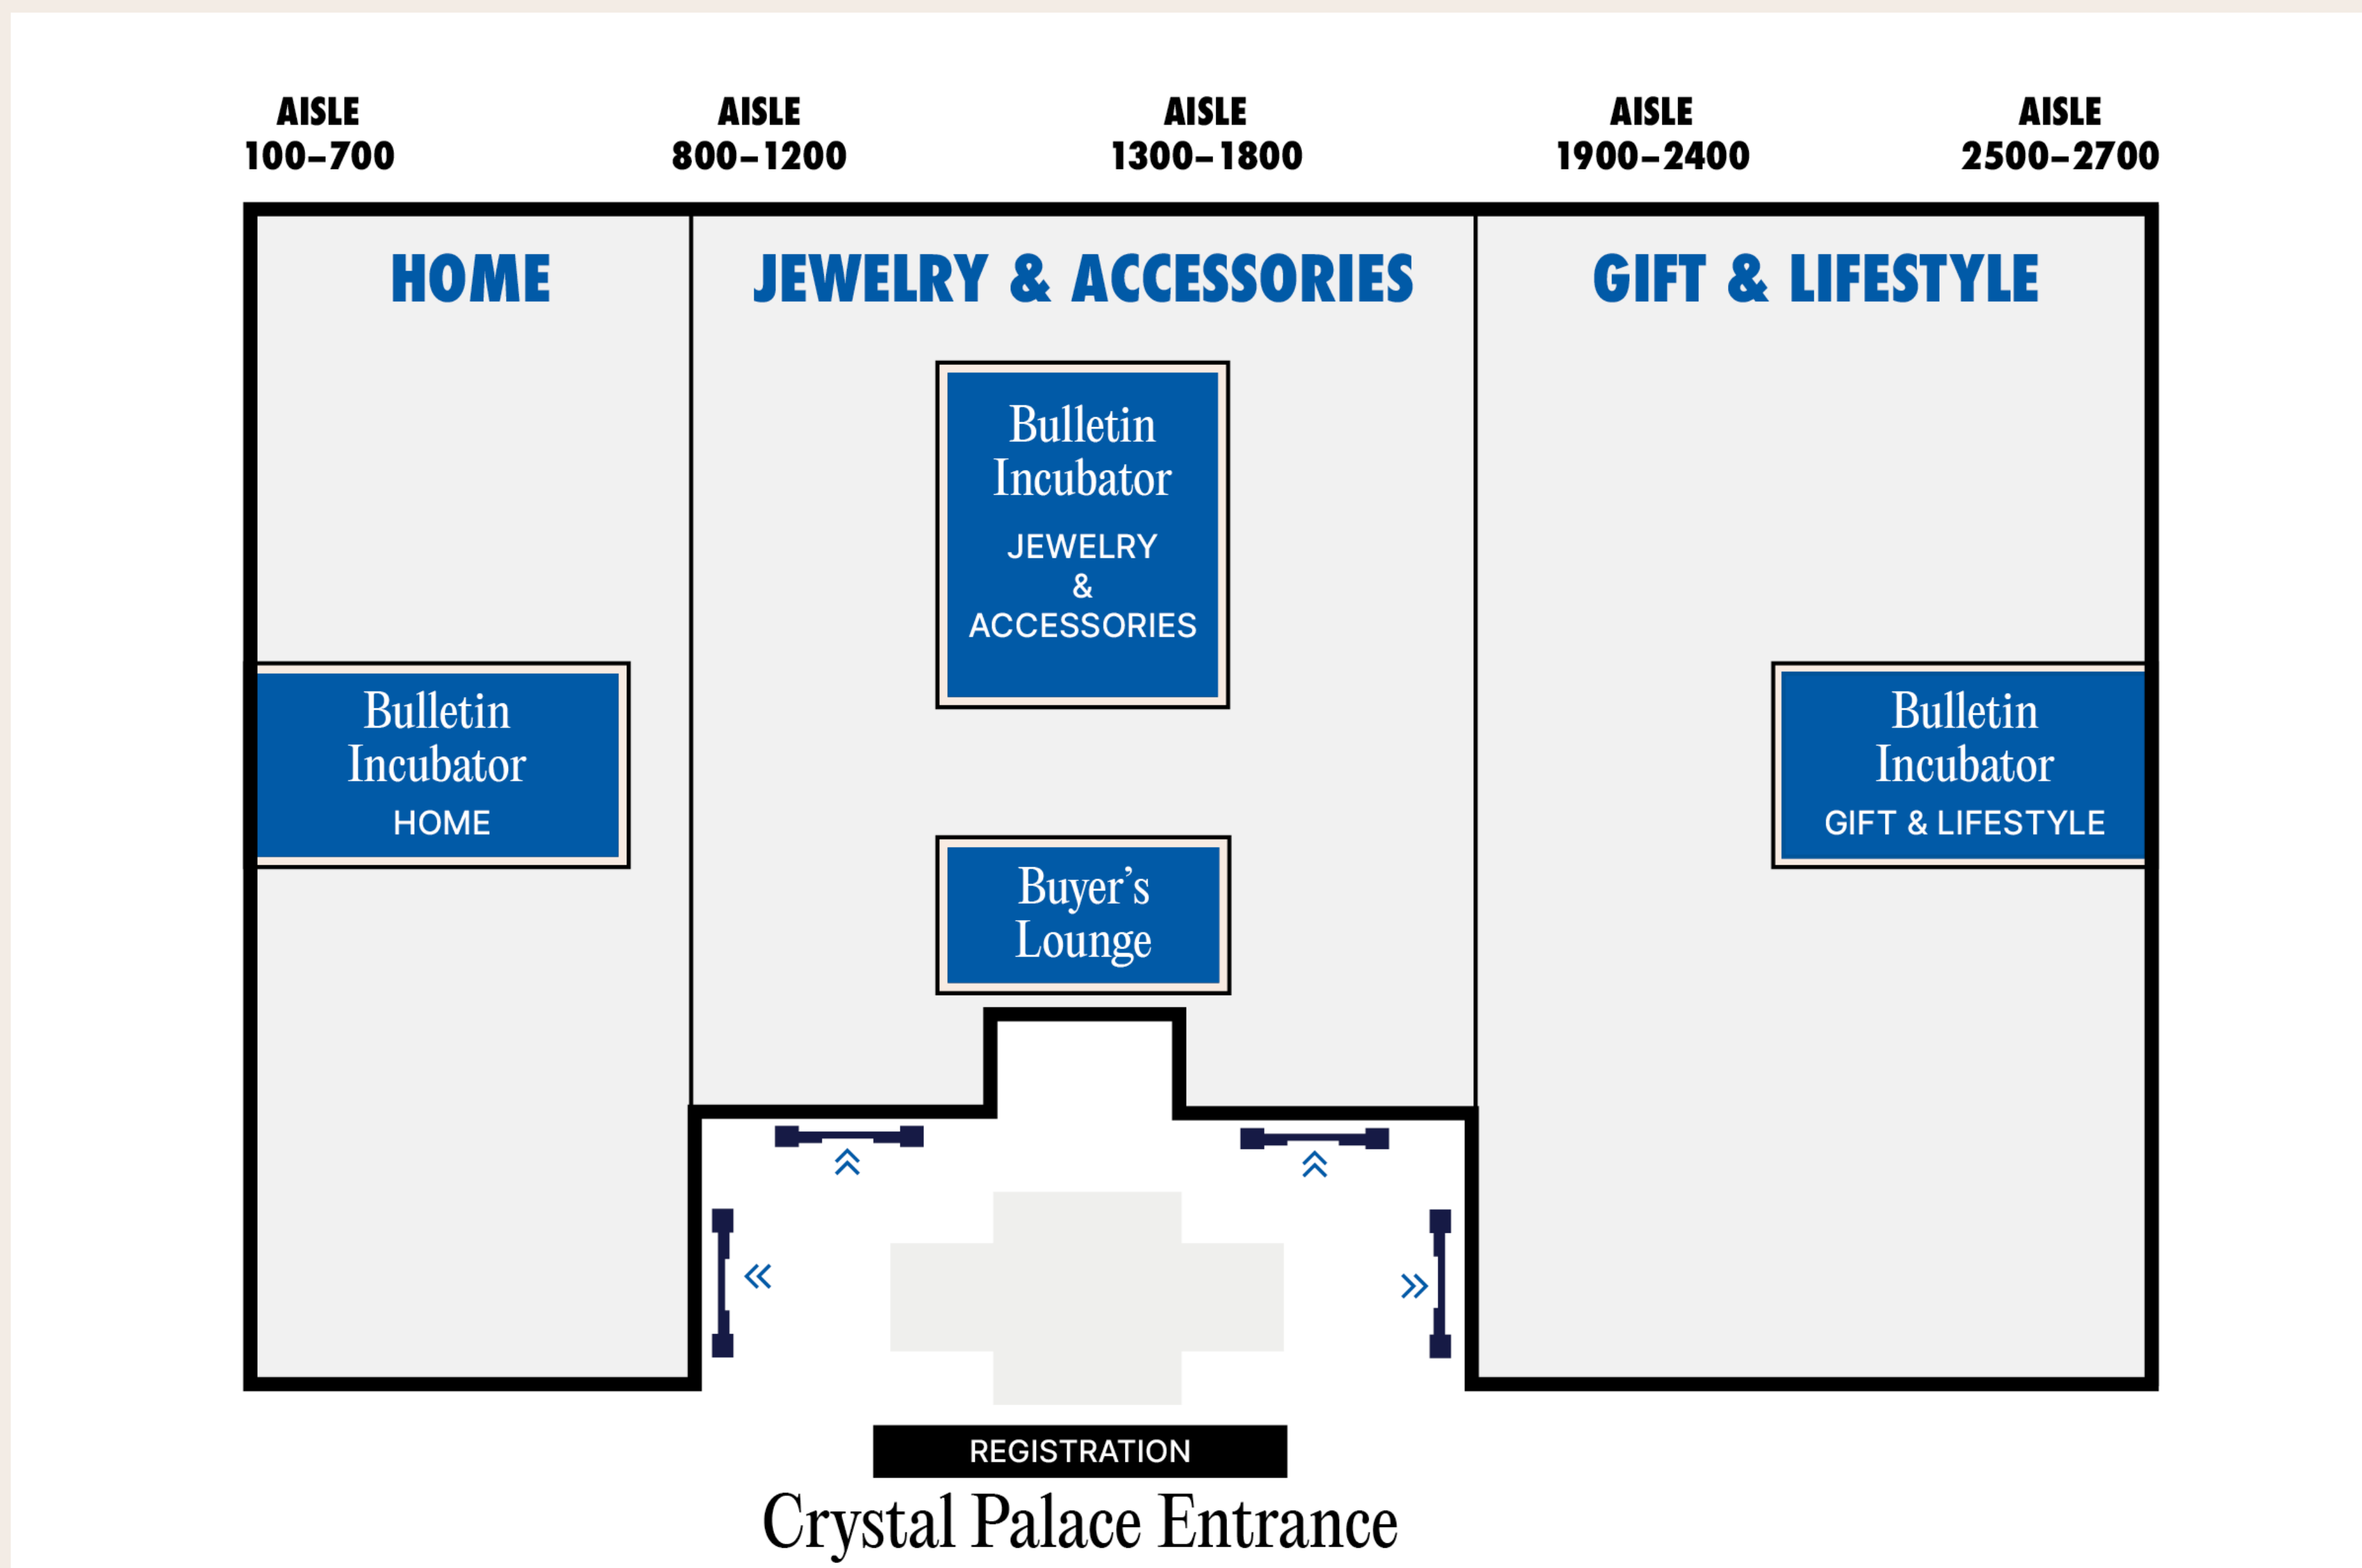 AISLE
100–700
AISLE
800–1200
AISLE
1300–1800
AISLE
1900–2400
AISLE
2500–2700
HOME
JEWELRY & ACCESSORIES
GIFT & LIFESTYLE
Bulletin
Incubator
JEWELRY
&
ACCESSORIES
Bulletin
Incubator
HOME
Bulletin
Incubator
GIFT & LIFESTYLE
Buyer’s
Lounge
REGISTRATION
Crystal Palace Entrance